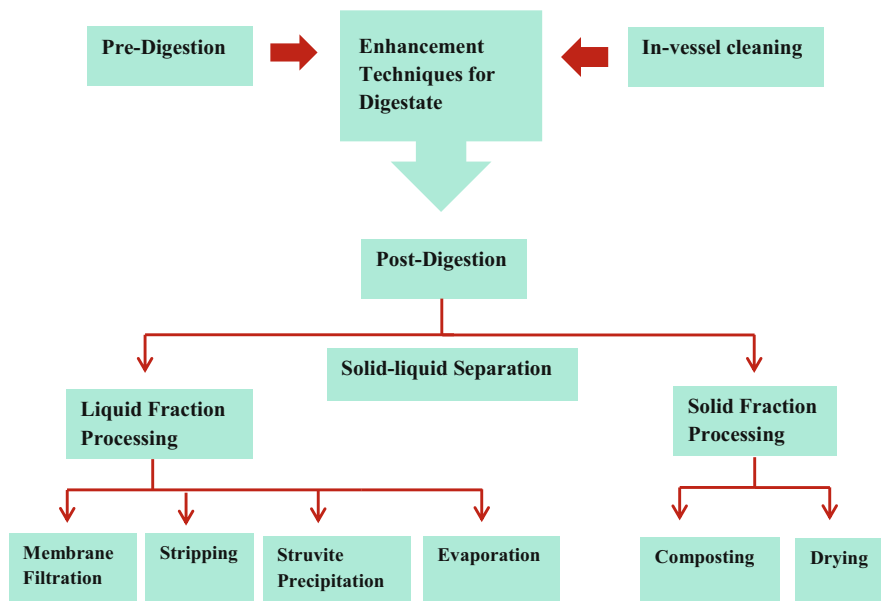 Pre-Digestion
Enhancement
Techniques for
Digestate
In-vessel cleaning
Post-Digestion
Solid-liquid Separation
Liquid Fraction
Processing
Solid Fraction
Processing
Membrane
Filtration
Stripping
Struvite
Precipitation
Evaporation
Composting
Drying